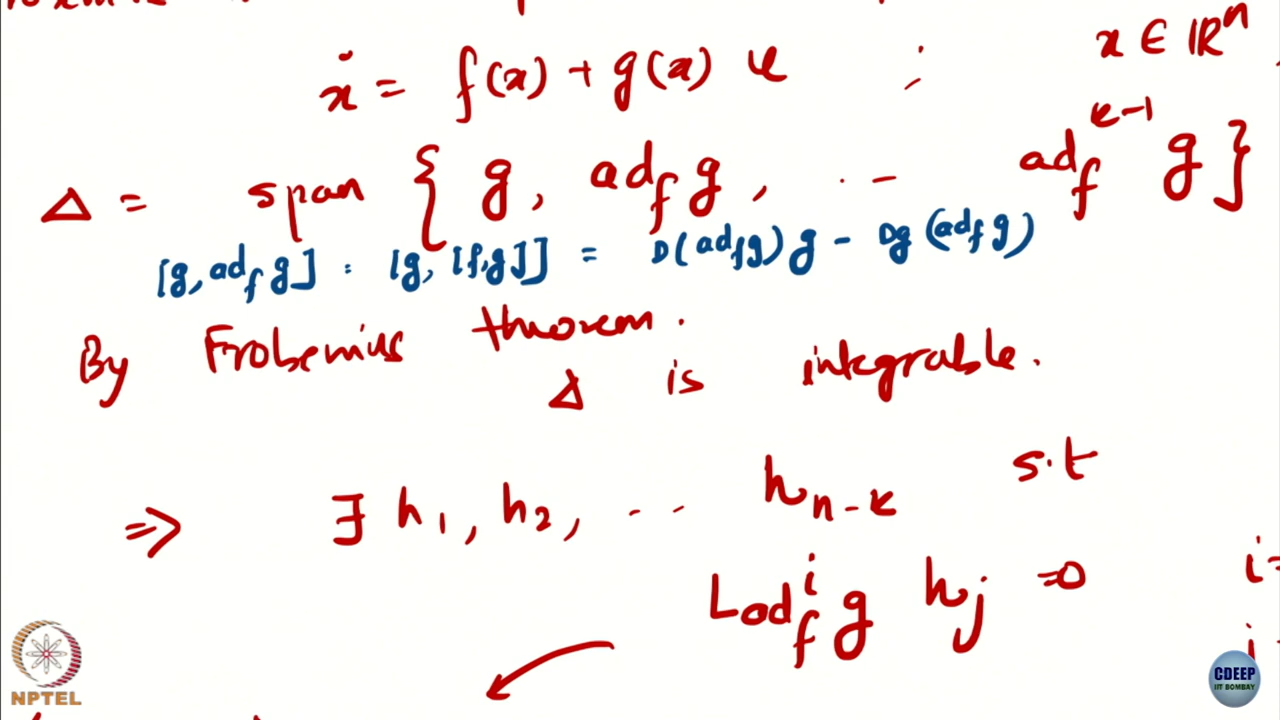 ẋ = f(x) + g(x) u ; x ∈ ℝⁿ
Δ = span { g, ad_f g, ... ad_f^{k-1} g }
[g, ad_f g] = [g, [f,g]] = D(ad_f g) g - Dg (ad_f g)
By Frobenius theorem.
Δ is integrable.
⇒ ∃ h₁, h₂, ... h_{n-k} s.t
L_{ad_f^i g} h_j = 0 i=
NPTEL
CDEEP
IIT BOMBAY